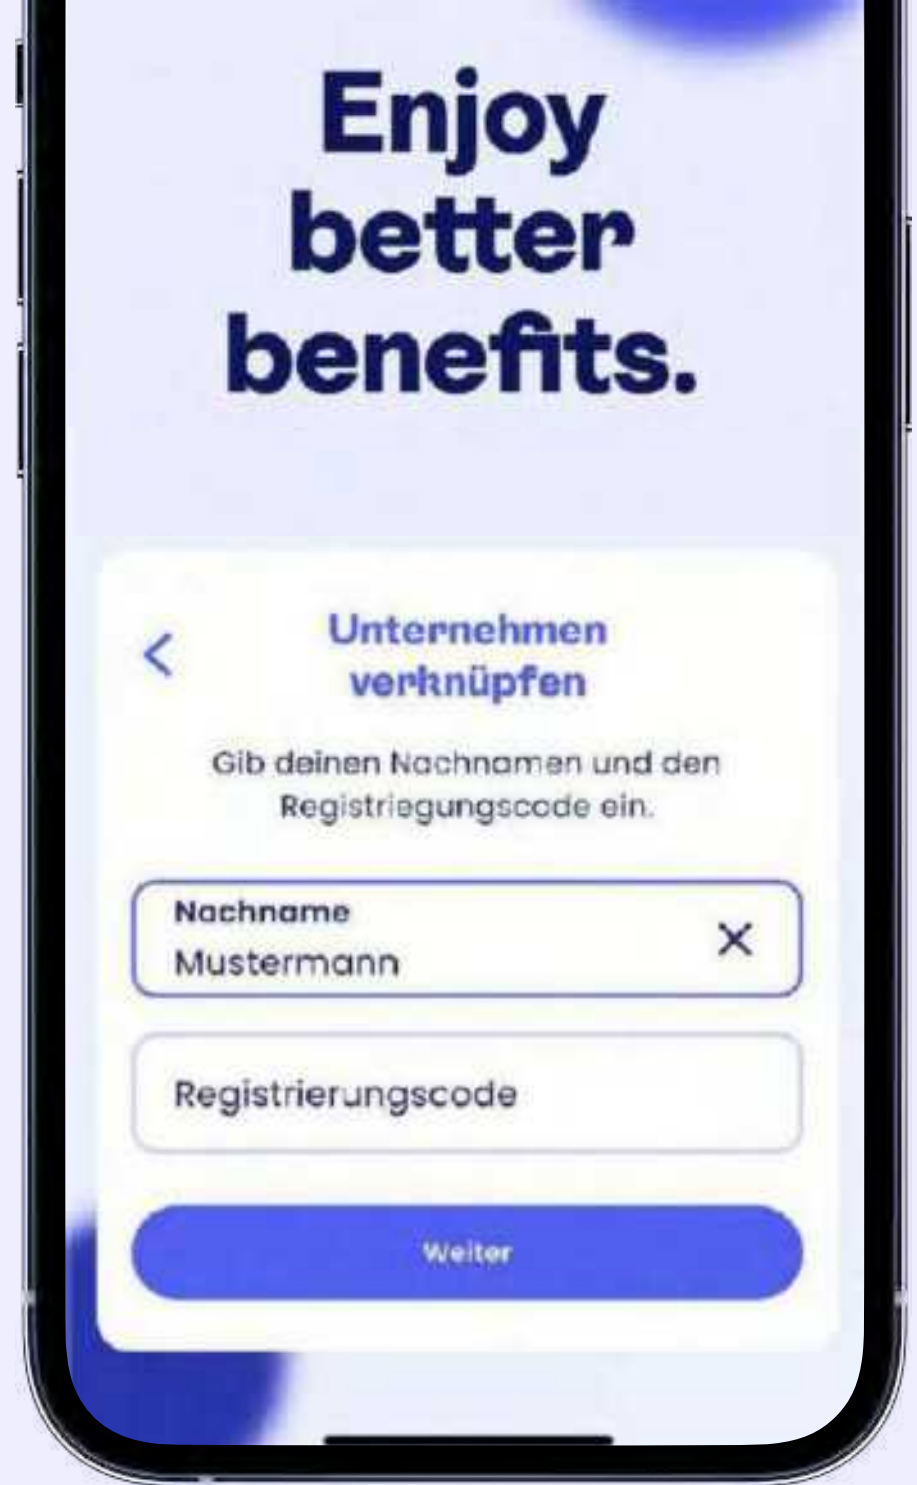 Enjoy
better
benefits.
Unternehmen
verknüpfen
Gib deinen Nachnamen und den
Registriegungscode ein.
Nachname
Mustermann
Registrierungscode
Weiter